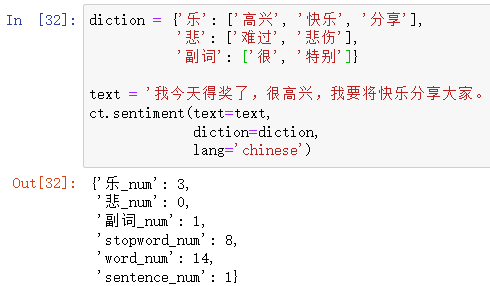 In [32]: diction = {'乐': ['高兴', '快乐', '分享'],
'悲': ['难过', '悲伤'],
'副词': ['很', '特别']}
text = '我今天得奖了，很高兴，我要将快乐分享大家。
ct.sentiment(text=text,
diction=diction,
lang='chinese')
Out[32]: {'乐_num': 3,
'悲_num': 0,
'副词_num': 1,
'stopword_num': 8,
'word_num': 14,
'sentence_num': 1}